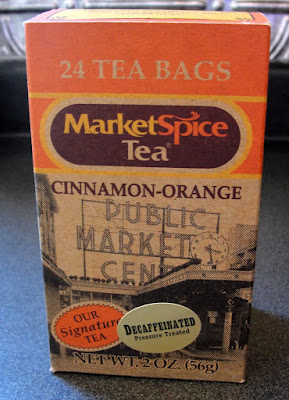 24 TEA BAGS
MarketSpice
Tea®
CINNAMON-ORANGE
PUBLIC
MARKET
CENT
OUR
Signature
TEA
DECAFFEINATED
Pressure Treated
NET WT. 2 OZ. (56g)